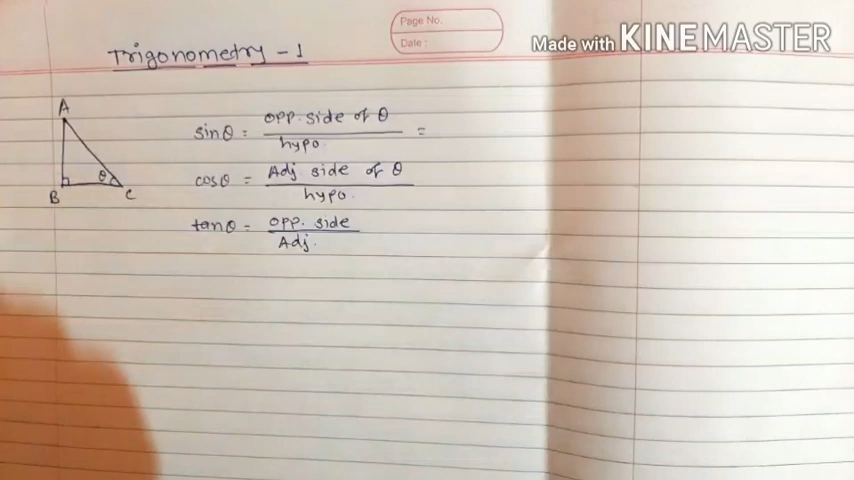 Page No.
Date :
Made with KINEMASTER
Trigonometry - 1
A
B
C
θ
sinθ = opp. side of θ / hypo. =
cosθ = Adj side of θ / hypo.
tanθ = opp. side / Adj.